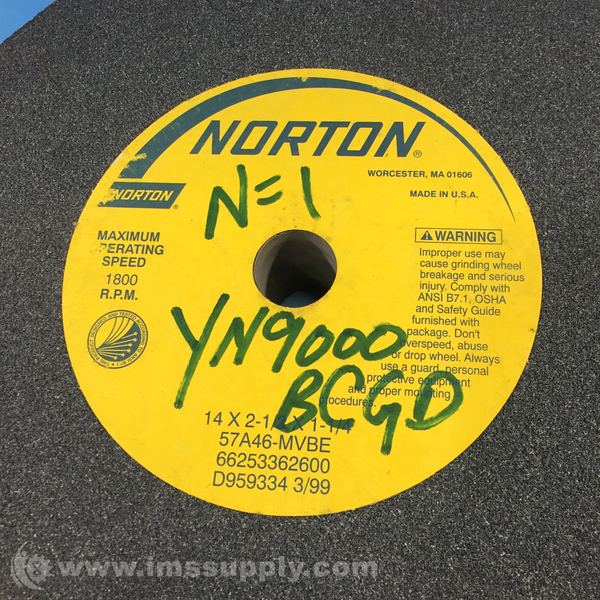 NORTON®
WORCESTER, MA 01606
MADE IN U.S.A.
NORTON
N=1
MAXIMUM
OPERATING
SPEED
1800
R.P.M.
WARNING
Improper use may
cause grinding wheel
breakage and serious
injury. Comply with
ANSI B7.1, OSHA
and Safety Guide
furnished with
package. Don't
overspeed, abuse
or drop wheel. Always
use a guard, personal
protective equipment
and proper mounting
procedures.
YN9000
BCGD
14 X 2-1/2 X 1-1/4
57A46-MVBE
66253362600
D959334 3/99
www.imssupply.com